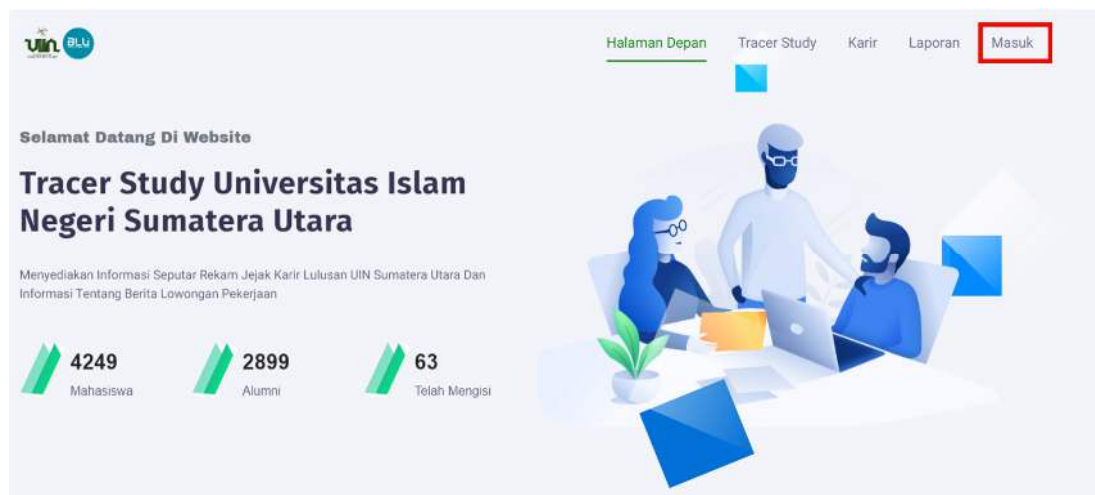 UIN BLU
Halaman Depan Tracer Study Karir Laporan Masuk
Selamat Datang Di Website
Tracer Study Universitas Islam
Negeri Sumatera Utara
Menyediakan Informasi Seputar Rekam Jejak Karir Lulusan UIN Sumatera Utara Dan
Informasi Tentang Berita Lowongan Pekerjaan
4249
Mahasiswa
2899
Alumni
63
Telah Mengisi